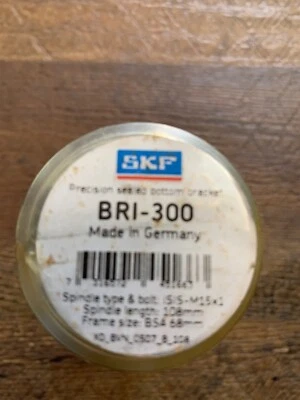 SKF
Precision sealed bottom bracket
BRI-300
Made in Germany
Spindle type & bolt: ISIS-M15x1
Spindle length: 108mm
Frame size: BSA 68mm
XO_BVN_0507_B_108